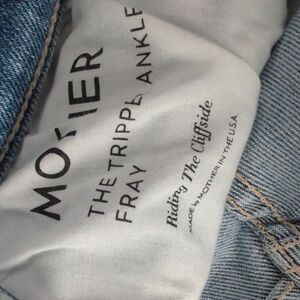 MOTHER
THE TRIPPER ANKLE
FRAY
Riding The Cliffside
MADE by MOTHER IN THE U.S.A.